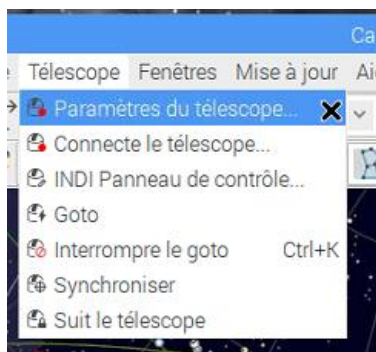 Ca
Télescope Fenêtres Mise à jour Ai
Paramètres du télescope...
Connecte le télescope...
INDI Panneau de contrôle...
Goto
Interrompre le goto Ctrl+K
Synchroniser
Suit le télescope